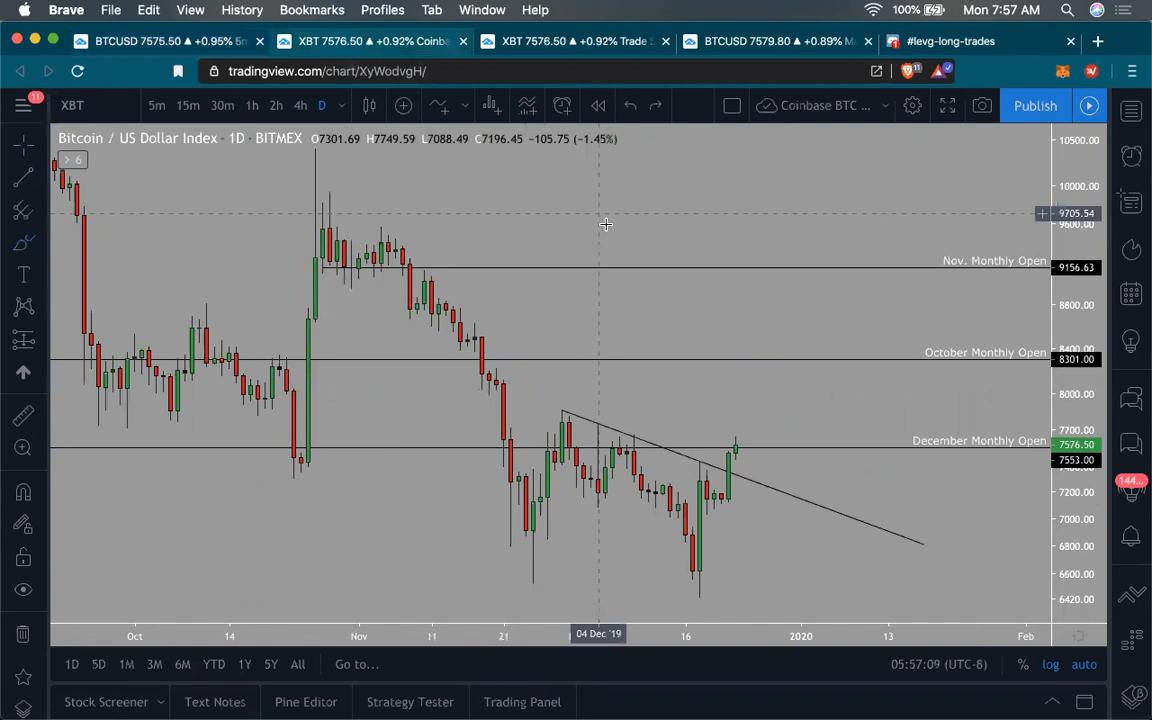 Brave File Edit View History Bookmarks Profiles Tab Window Help 100% Mon 7:57 AM
BTCUSD 7575.50 ▲ +0.95% 5m × XBT 7576.50 ▲ +0.92% Coinba × XBT 7576.50 ▲ +0.92% Trade S × BTCUSD 7579.80 ▲ +0.89% M × #levg-long-trades × +
tradingview.com/chart/XyWodvgH/ 11
11 XBT 5m 15m 30m 1h 2h 4h D Coinbase BTC ... Publish
Bitcoin / US Dollar Index · 1D · BITMEX O7301.69 H7749.59 L7088.49 C7196.45 −105.75 (−1.45%)
> 6
10500.00
10000.00
9705.54
9600.00
Nov. Monthly Open 9156.63
8800.00
8400.00
October Monthly Open 8301.00
8000.00
7700.00
December Monthly Open 7576.50
7553.00
7200.00
144...
7000.00
6800.00
6600.00
6420.00
Oct 14 Nov 11 21 04 Dec '19 16 2020 13 Feb
1D 5D 1M 3M 6M YTD 1Y 5Y All Go to... 05:57:09 (UTC-8) % log auto
Stock Screener Text Notes Pine Editor Strategy Tester Trading Panel